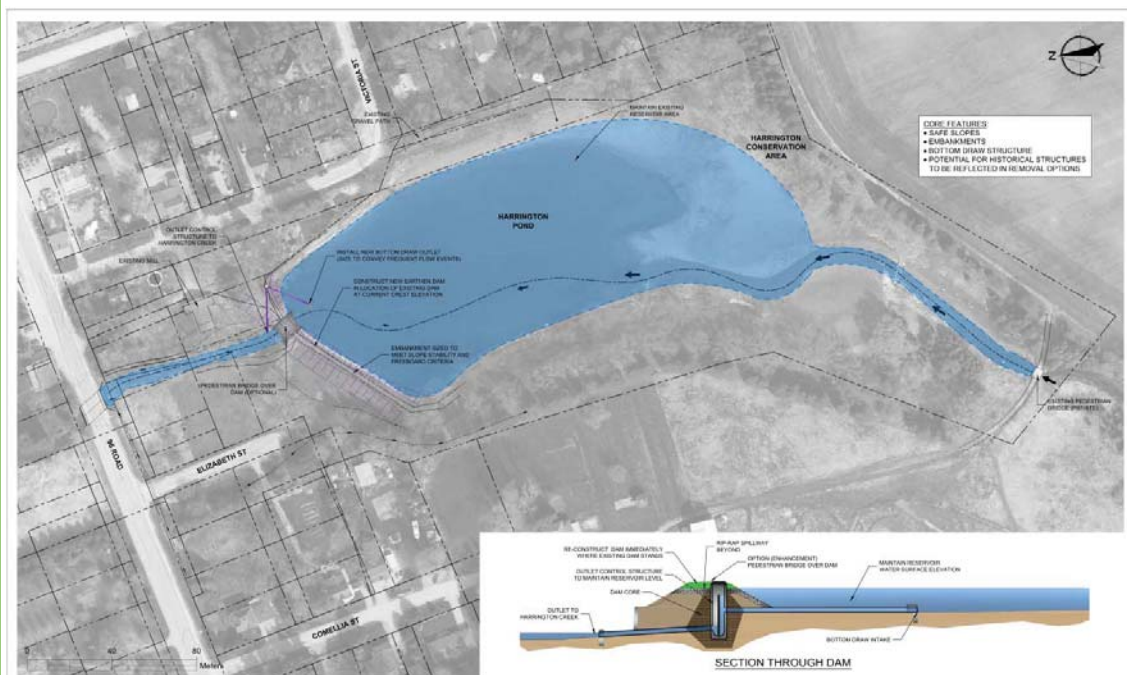 Z
VICTORIA ST
EXISTING
GRAVEL PATH
MAINTAIN EXISTING
RESERVOIR AREA
HARRINGTON
CONSERVATION
AREA
CORE FEATURES:
• SAFE SLOPES
• EMBANKMENTS
• BOTTOM DRAW STRUCTURE
• POTENTIAL FOR HISTORICAL STRUCTURES
TO BE REFLECTED IN REMOVAL OPTIONS
HARRINGTON
POND
OUTLET CONTROL
STRUCTURE TO
HARRINGTON CREEK
EXISTING MILL
INSTALL NEW BOTTOM DRAW OUTLET
(SIZE TO CONVEY FREQUENT FLOW EVENTS)
CONSTRUCT NEW EARTHEN DAM
IN LOCATION OF EXISTING DAM
AT CURRENT CREST ELEVATION
EMBANKMENT SIZED TO
MEET SLOPE STABILITY AND
FREEBOARD CRITERIA
PEDESTRIAN BRIDGE OVER
DAM (OPTIONAL)
EXISTING PEDESTRIAN
BRIDGE (PRIVATE)
96 ROAD
ELIZABETH ST
COMELLIA ST
0 40 80
Meters
RE-CONSTRUCT DAM IMMEDIATELY
WHERE EXISTING DAM STANDS
RIP-RAP SPILLWAY
BEYOND
OPTION (ENHANCEMENT)
PEDESTRIAN BRIDGE OVER DAM
OUTLET CONTROL STRUCTURE
TO MAINTAIN RESERVOIR LEVEL
MAINTAIN RESERVOIR
WATER SURFACE ELEVATION
DAM CORE
OUTLET TO
HARRINGTON CREEK
BOTTOM DRAW INTAKE
SECTION THROUGH DAM